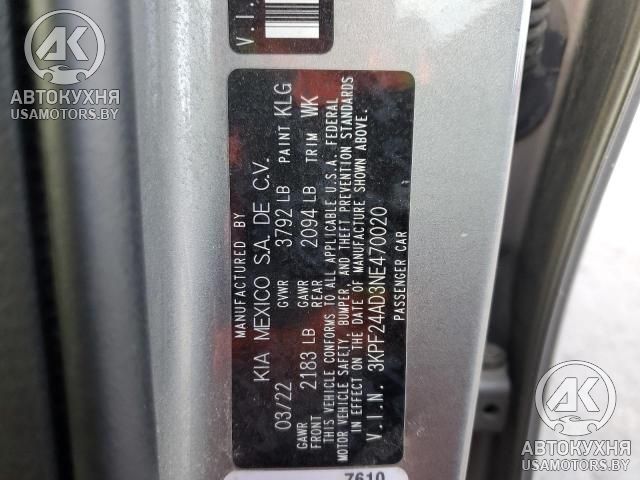 V.I.
MANUFACTURED BY
KIA MEXICO S.A. DE C.V.
03/22 GVWR 3792 LB PAINT KLG
GAWR FRONT 2183 LB GAWR REAR 2094 LB TRIM WK
THIS VEHICLE CONFORMS TO ALL APPLICABLE U.S.A. FEDERAL
MOTOR VEHICLE SAFETY, BUMPER, AND THEFT PREVENTION STANDARDS
IN EFFECT ON THE DATE OF MANUFACTURE SHOWN ABOVE.
V.I.N. 3KPF24AD3NE470020
PASSENGER CAR
7610
АК
АВТОКУХНЯ
USAMOTORS.BY
АК
АВТОКУХНЯ
USAMOTORS.BY